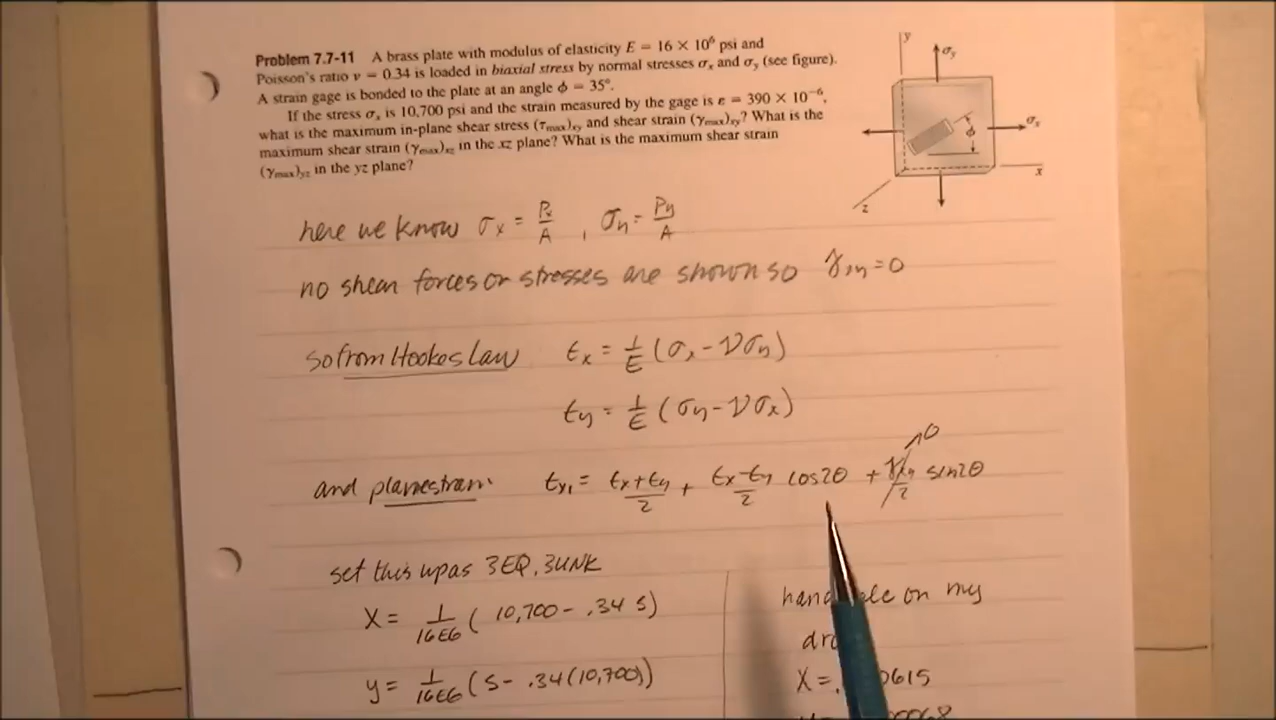 Problem 7.7-11 A brass plate with modulus of elasticity E = 16 × 10⁶ psi and
Poisson's ratio ν = 0.34 is loaded in biaxial stress by normal stresses σₓ and σᵧ (see figure).
A strain gage is bonded to the plate at an angle ϕ = 35°.
If the stress σₓ is 10,700 psi and the strain measured by the gage is ε = 390 × 10⁻⁶,
what is the maximum in-plane shear stress (τmax)xy and shear strain (γmax)xy? What is the
maximum shear strain (γmax)xz in the xz plane? What is the maximum shear strain
(γmax)yz in the yz plane?
y
σy
σx
ϕ
x
z
here we know σx = Px/A , σy = Py/A
no shear forces or stresses are shown so γxy = 0
so from Hookes Law εx = 1/E (σx - νσy)
εy = 1/E (σy - νσx)
and planestrain εx1 = εx+εy/2 + εx-εy/2 cos2θ + γxy/2 sin2θ
0
set this up as 3EQ, 3UNK
X = 1/16E6 ( 10,700 - .34 S)
y = 1/16E6 ( S - .34(10,700))
on my
X = . 0615
0068